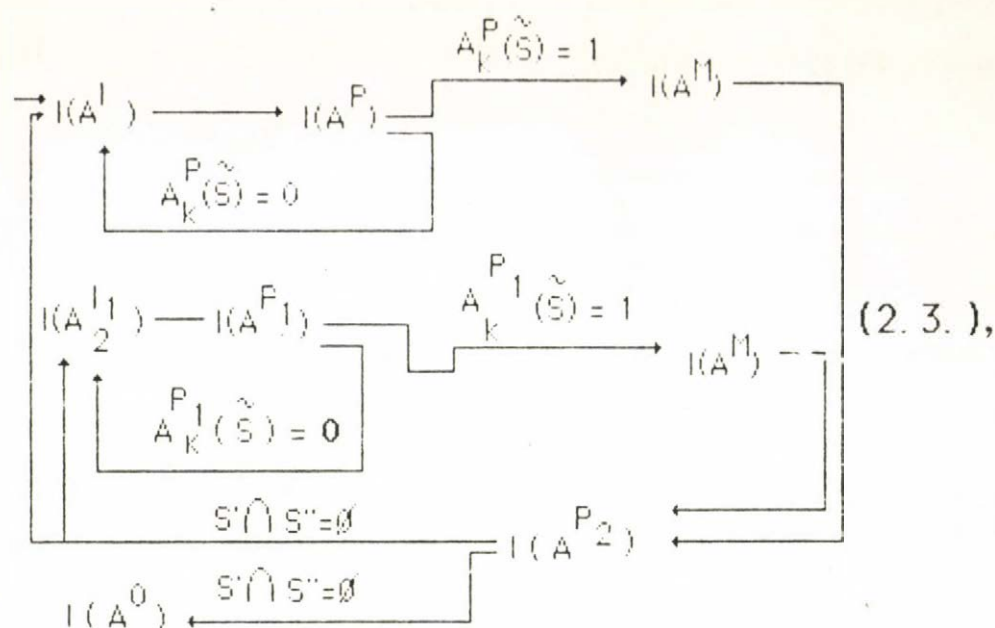 A_k^P(S̃) = 1
I(A^I) I(A^P) I(A^M)
A_k^P(S̃) = 0
A_k^{P_1}(S̃) = 1
I(A_2^{I_1}) I(A^{P_1}) (2. 3. ),
I(A^M)
A_k^{P_1}(S̃) = 0
S'⋂ S"=∅
I(A^{P_2})
S'⋂ S"=∅
I(A^0)